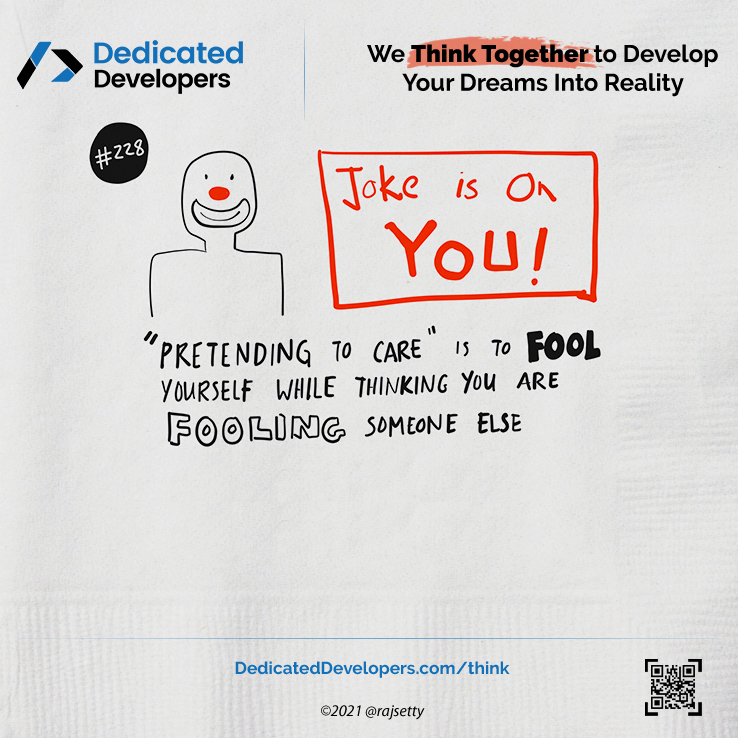 Dedicated
Developers
We Think Together to Develop
Your Dreams Into Reality
#228
Joke is On
You!
"PRETENDING TO CARE" IS TO FOOL
YOURSELF WHILE THINKING YOU ARE
FOOLING SOMEONE ELSE
DedicatedDevelopers.com/think
©2021 @rajsetty